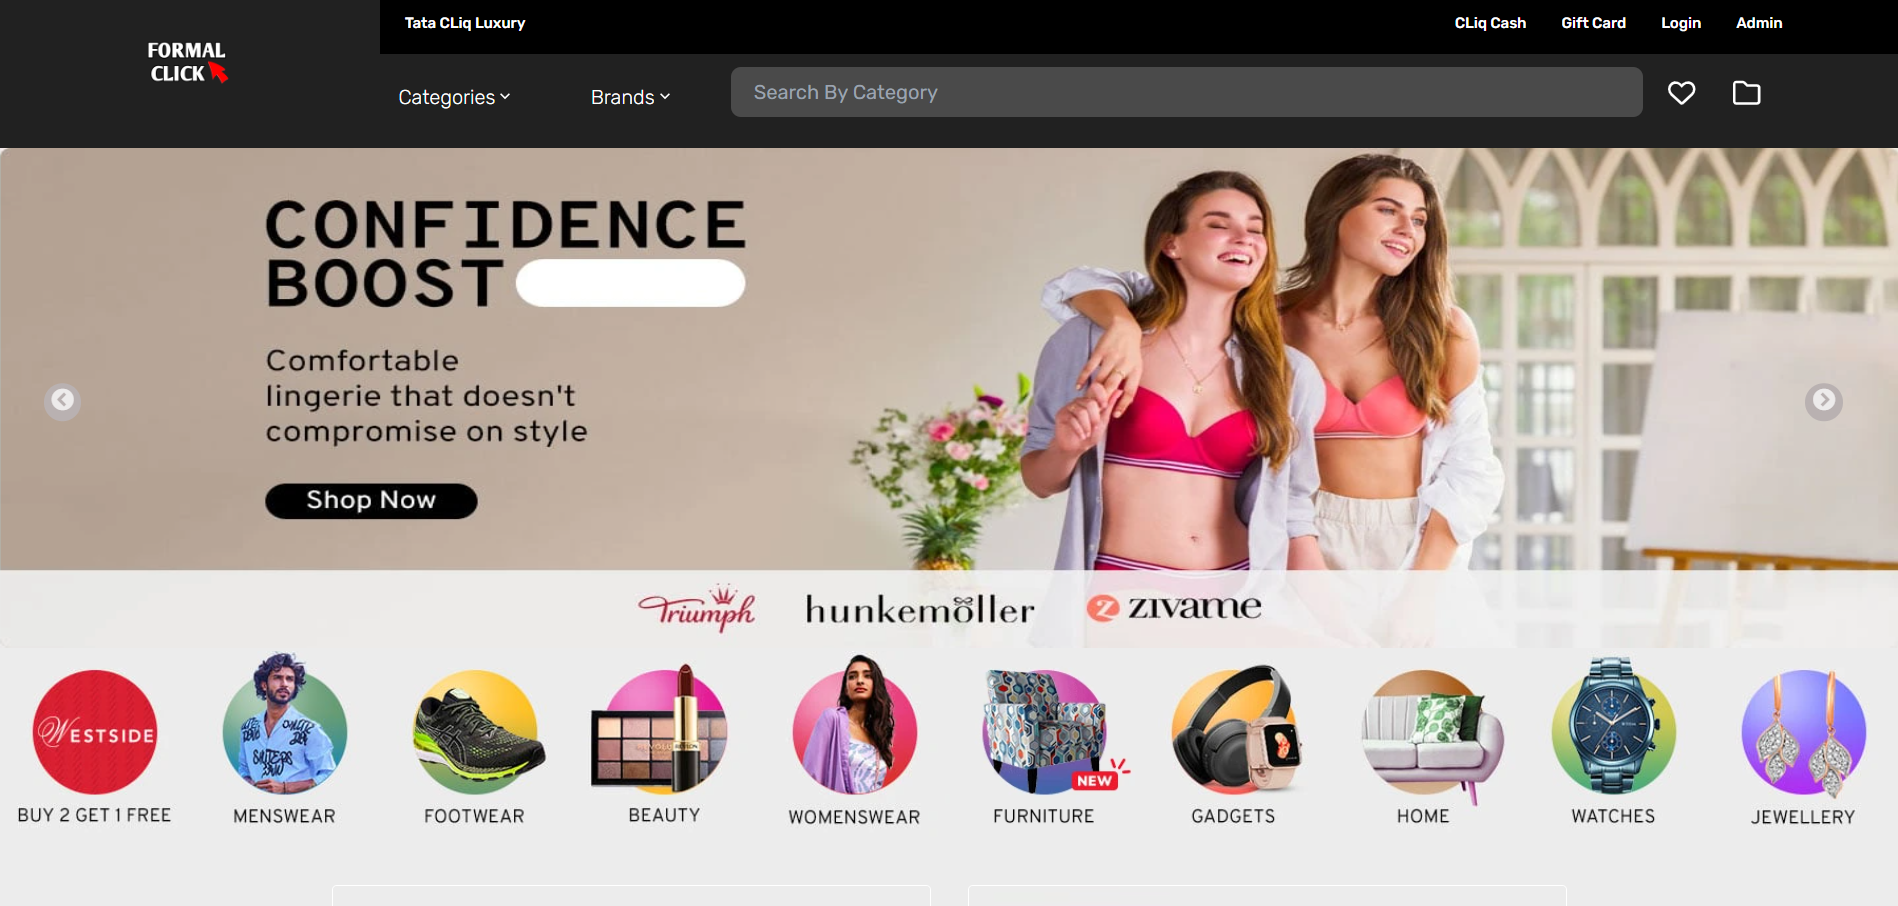 Tata CLiq Luxury
CLiq Cash
Gift Card
Login
Admin
FORMAL
CLICK
Categories
Brands
Search By Category
CONFIDENCE
BOOST
Comfortable
lingerie that doesn't
compromise on style
Shop Now
Triumph
hunkemöller
zivame
WESTSIDE
NEW
BUY 2 GET 1 FREE
MENSWEAR
FOOTWEAR
BEAUTY
WOMENSWEAR
FURNITURE
GADGETS
HOME
WATCHES
JEWELLERY